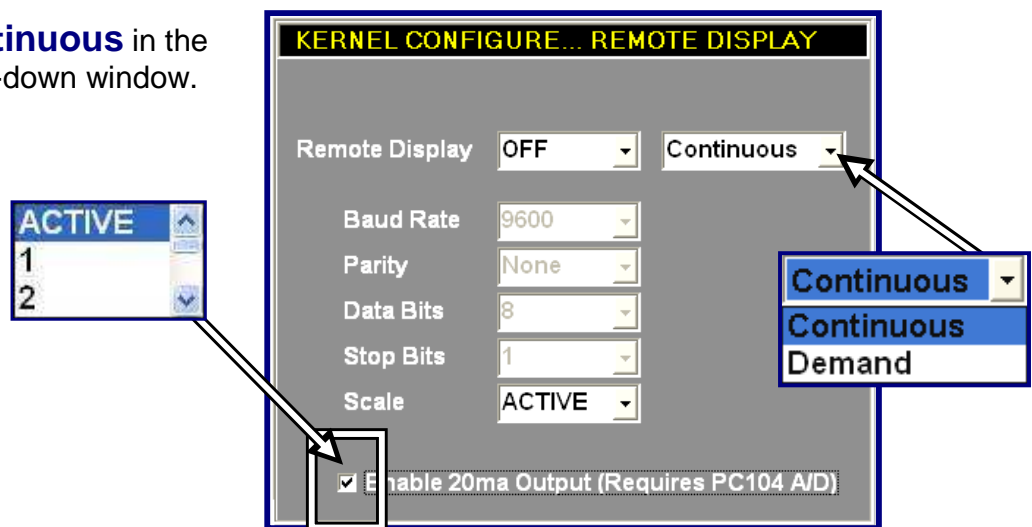 tinuous in the
-down window.
KERNEL CONFIGURE... REMOTE DISPLAY
Remote Display OFF Continuous
Baud Rate 9600
Parity None
Data Bits 8
Stop Bits 1
Scale ACTIVE
Enable 20ma Output (Requires PC104 A/D)
ACTIVE
1
2
Continuous
Continuous
Demand